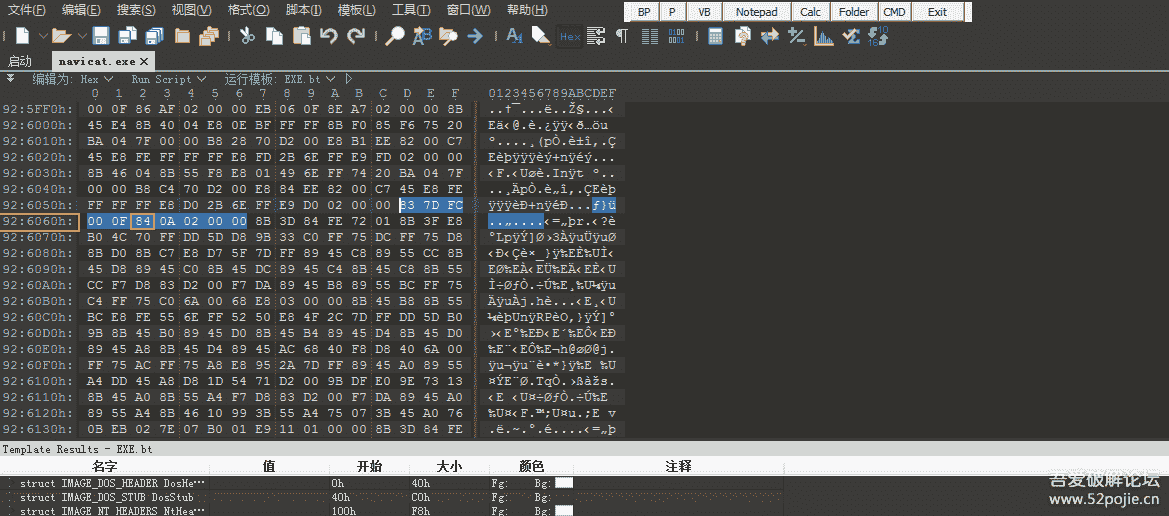 文件(F) 编辑(E) 搜索(S) 视图(V) 格式(O) 脚本(I) 模板(L) 工具(T) 窗口(W) 帮助(H)
BP P VB Notepad Calc Folder CMD Exit
启动 navicat.exe
编辑为: Hex Run Script 运行模板: EXE.bt
0 1 2 3 4 5 6 7 8 9 A B C D E F 0123456789ABCDEF
92:5FF0h: 00 0F 86 AF 02 00 00 EB 06 0F 8E A7 02 00 00 8B
92:6000h: 45 E4 8B 40 04 E8 0E BF FF FF 8B F0 85 F6 75 20
92:6010h: BA 04 7F 00 00 B8 28 70 D2 00 E8 B1 EE 82 00 C7
92:6020h: 45 E8 FE FF FF FF E8 FD 2B 6E FF E9 FD 02 00 00
92:6030h: 8B 46 04 8B 55 F8 E8 01 49 6E FF 74 20 BA 04 7F
92:6040h: 00 00 B8 C4 70 D2 00 E8 84 EE 82 00 C7 45 E8 FE
92:6050h: FF FF FF E8 D0 2B 6E FF E9 D0 02 00 00 83 7D FC
92:6060h: 00 0F 84 0A 02 00 00 8B 3D 84 FE 72 01 8B 3F E8
92:6070h: B0 4C 70 FF DD 5D D8 9B 33 C0 FF 75 DC FF 75 D8
92:6080h: 8B D0 8B C7 E8 D7 5F 7D FF 89 45 C8 89 55 CC 8B
92:6090h: 45 D8 89 45 C0 8B 45 DC 89 45 C4 8B 45 C8 8B 55
92:60A0h: CC F7 D8 83 D2 00 F7 DA 89 45 B8 89 55 BC FF 75
92:60B0h: C4 FF 75 C0 6A 00 68 E8 03 00 00 8B 45 B8 8B 55
92:60C0h: BC E8 FE 55 6E FF 52 50 E8 4F 2C 7D FF DD 5D B0
92:60D0h: 9B 8B 45 B0 89 45 D0 8B 45 B4 89 45 D4 8B 45 D0
92:60E0h: 89 45 A8 8B 45 D4 89 45 AC 68 40 F8 D8 40 6A 00
92:60F0h: FF 75 AC FF 75 A8 E8 95 2A 7D FF 89 45 A0 89 55
92:6100h: A4 DD 45 A8 D8 1D 54 71 D2 00 9B DF E0 9E 73 13
92:6110h: 8B 45 A0 8B 55 A4 F7 D8 83 D2 00 F7 DA 89 45 A0
92:6120h: 89 55 A4 8B 46 10 99 3B 55 A4 75 07 3B 45 A0 76
92:6130h: 0B EB 02 7E 07 B0 01 E9 11 01 00 00 8B 3D 84 FE
Template Results - EXE.bt
名字 值 开始 大小 颜色 注释
struct IMAGE_DOS_HEADER DosHe… 0h 40h Fg: Bg:
struct IMAGE_DOS_STUB DosStub 40h C0h Fg: Bg:
struct IMAGE_NT_HEADERS NtHea… 100h F8h Fg: Bg:
吾爱破解论坛
www.52pojie.cn